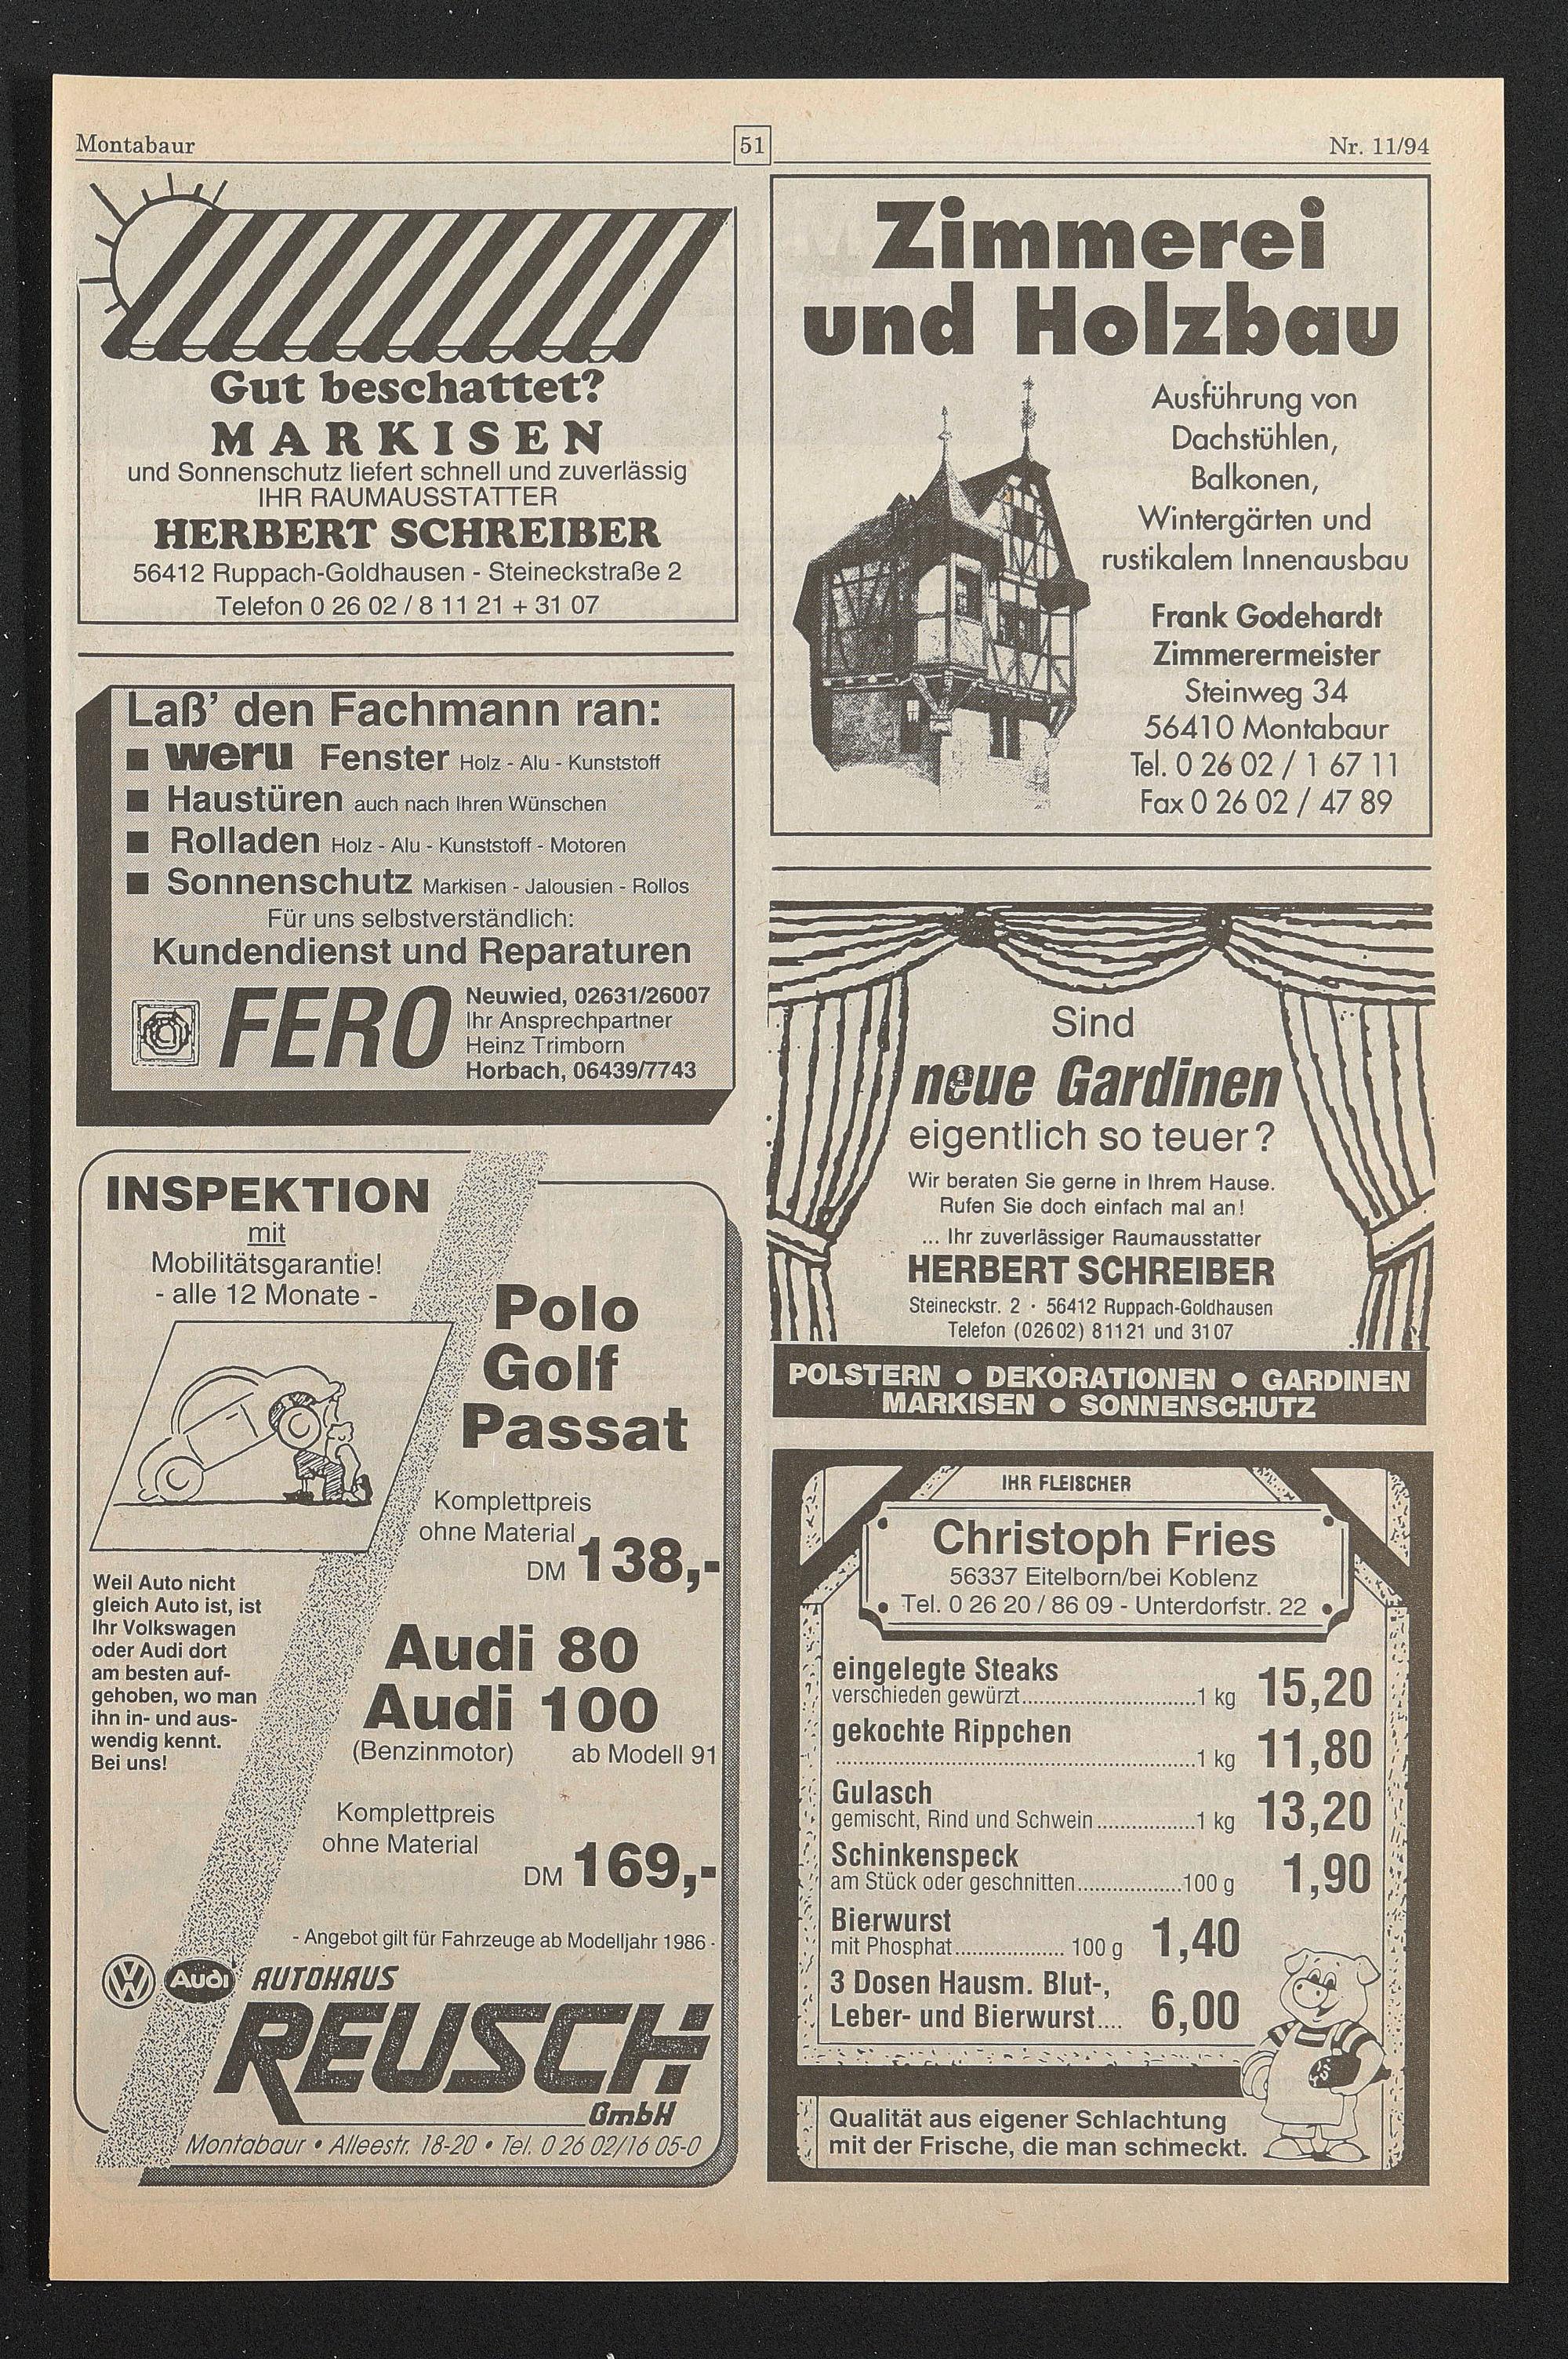 Montabaur
51
Nr. 11/94
Gut beschattet?
MARKISEN
und Sonnenschutz liefert schnell und zuverlässig
IHR RAUMAUSSTATTER
HERBERT SCHREIBER
56412 Ruppach-Goldhausen - Steineckstraße 2
Telefon 0 26 02 / 8 11 21 + 31 07
Laß' den Fachmann ran:
■ weru Fenster Holz - Alu - Kunststoff
■ Haustüren auch nach Ihren Wünschen
■ Rolladen Holz - Alu - Kunststoff - Motoren
■ Sonnenschutz Markisen - Jalousien - Rollos
Für uns selbstverständlich:
Kundendienst und Reparaturen
FERO
Neuwied, 02631/26007
Ihr Ansprechpartner
Heinz Trimborn
Horbach, 06439/7743
INSPEKTION
mit
Mobilitätsgarantie!
- alle 12 Monate -
Polo
Golf
Passat
Komplettpreis
ohne Material
DM 138,-
Weil Auto nicht
gleich Auto ist, ist
Ihr Volkswagen
oder Audi dort
am besten auf-
gehoben, wo man
ihn in- und aus-
wendig kennt.
Bei uns!
Audi 80
Audi 100
(Benzinmotor) ab Modell 91
Komplettpreis
ohne Material
DM 169,-
- Angebot gilt für Fahrzeuge ab Modelljahr 1986 -
VW Audi AUTOHAUS
REUSCH
GmbH
Montabaur • Alleestr. 18-20 • Tel. 0 26 02/16 05-0
Zimmerei
und Holzbau
Ausführung von
Dachstühlen,
Balkonen,
Wintergärten und
rustikalem Innenausbau
Frank Godehardt
Zimmerermeister
Steinweg 34
56410 Montabaur
Tel. 0 26 02 / 1 67 11
Fax 0 26 02 / 47 89
Sind
neue Gardinen
eigentlich so teuer?
Wir beraten Sie gerne in Ihrem Hause.
Rufen Sie doch einfach mal an!
... Ihr zuverlässiger Raumausstatter
HERBERT SCHREIBER
Steineckstr. 2 · 56412 Ruppach-Goldhausen
Telefon (02602) 81121 und 3107
POLSTERN ● DEKORATIONEN ● GARDINEN
MARKISEN ● SONNENSCHUTZ
IHR FLEISCHER
Christoph Fries
56337 Eitelborn/bei Koblenz
Tel. 0 26 20 / 86 09 - Unterdorfstr. 22
eingelegte Steaks
verschieden gewürzt..............................1 kg 15,20
gekochte Rippchen
..............................1 kg 11,80
Gulasch
gemischt, Rind und Schwein.................1 kg 13,20
Schinkenspeck
am Stück oder geschnitten..................100 g 1,90
Bierwurst
mit Phosphat................... 100 g 1,40
3 Dosen Hausm. Blut-,
Leber- und Bierwurst.... 6,00
Qualität aus eigener Schlachtung
mit der Frische, die man schmeckt.